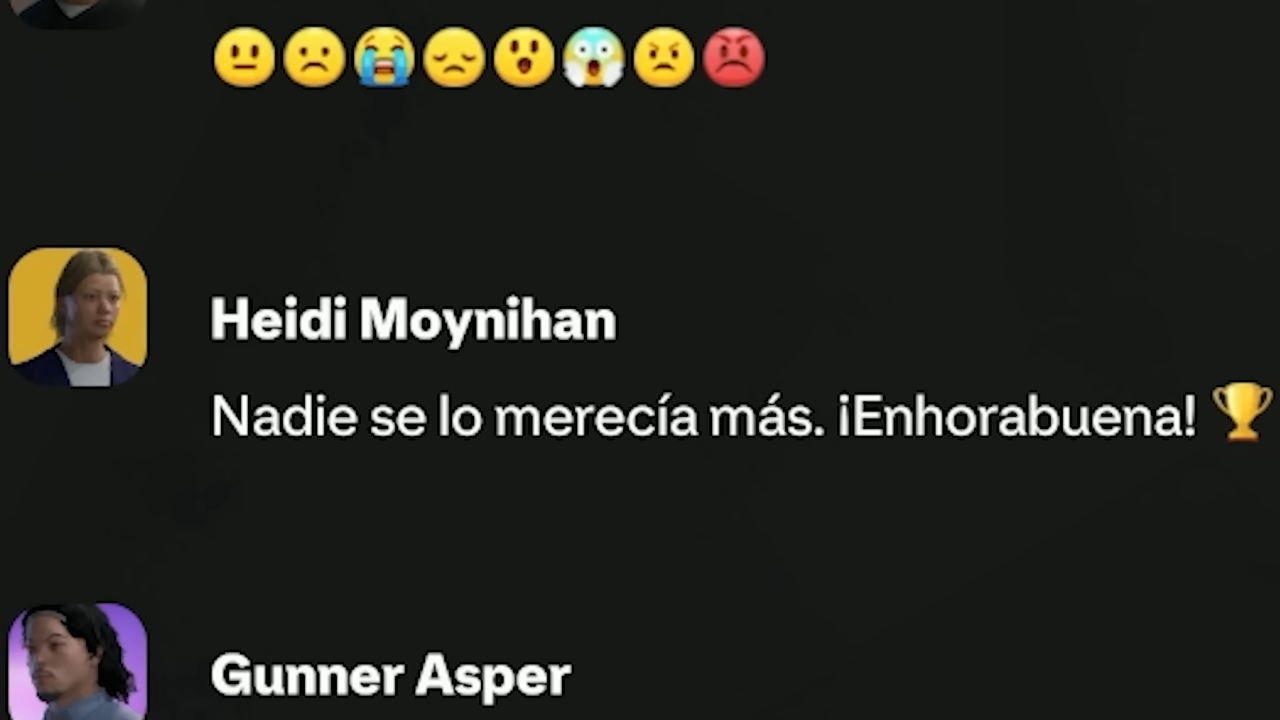 😐🙁😭😞😯😱😠😡
Heidi Moynihan
Nadie se lo merecía más. ¡Enhorabuena! 🏆
Gunner Asper